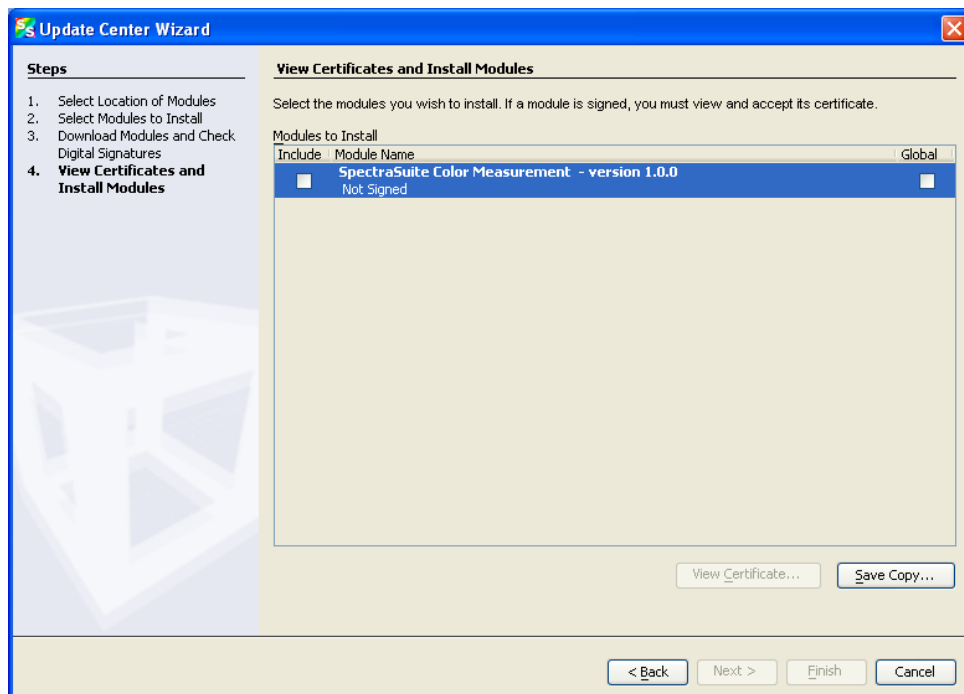 Update Center Wizard
Steps
1. Select Location of Modules
2. Select Modules to Install
3. Download Modules and Check
Digital Signatures
4. View Certificates and
Install Modules
View Certificates and Install Modules
Select the modules you wish to install. If a module is signed, you must view and accept its certificate.
Modules to Install
Include Module Name Global
SpectraSuite Color Measurement - version 1.0.0
Not Signed
View Certificate... Save Copy...
< Back Next > Finish Cancel